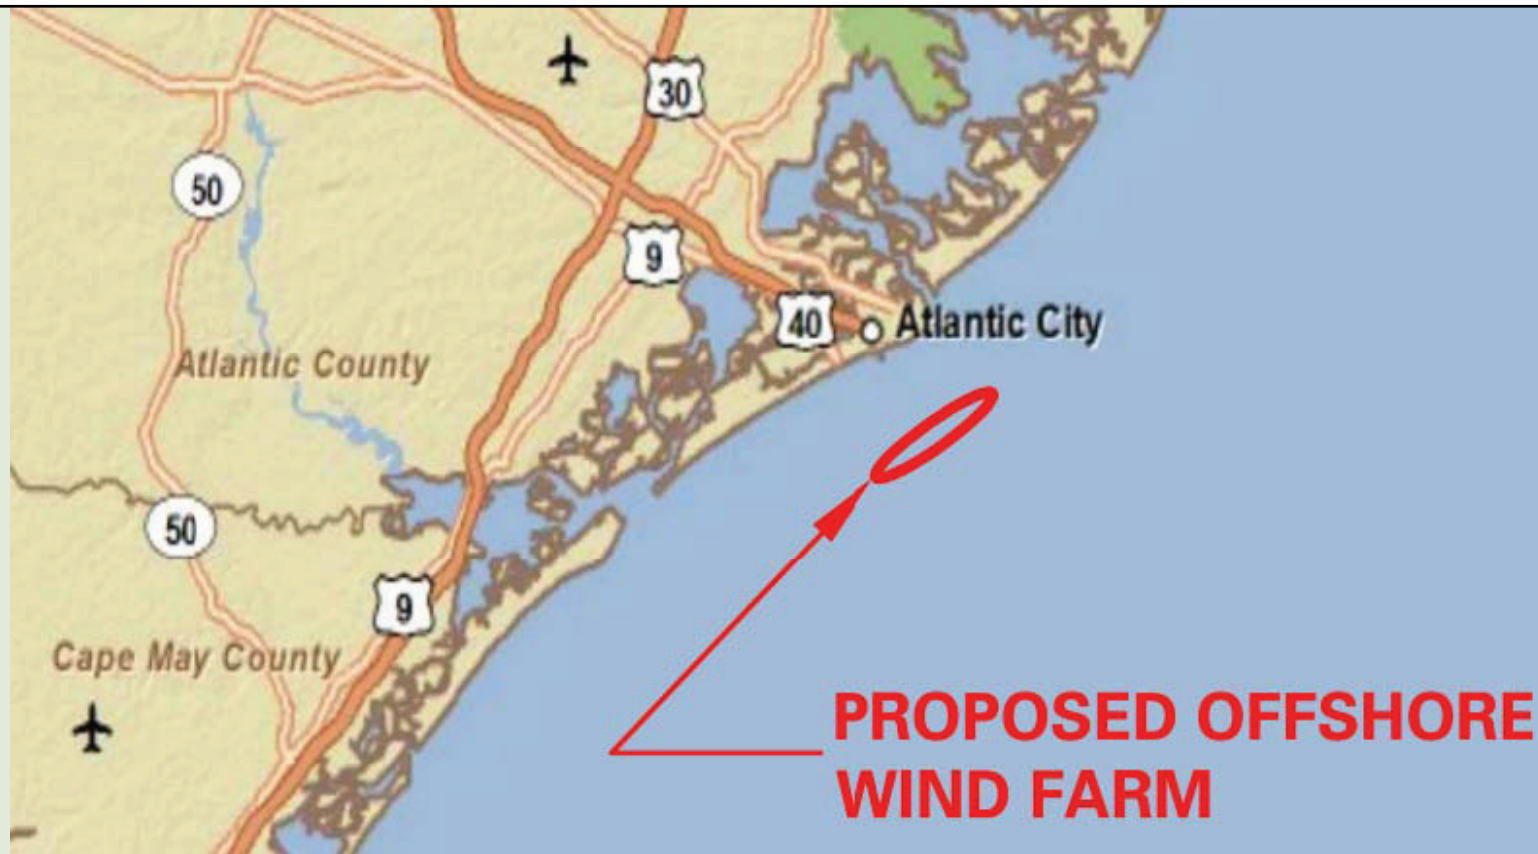 30
50
9
40
Atlantic City
Atlantic County
50
9
Cape May County
PROPOSED OFFSHORE
WIND FARM